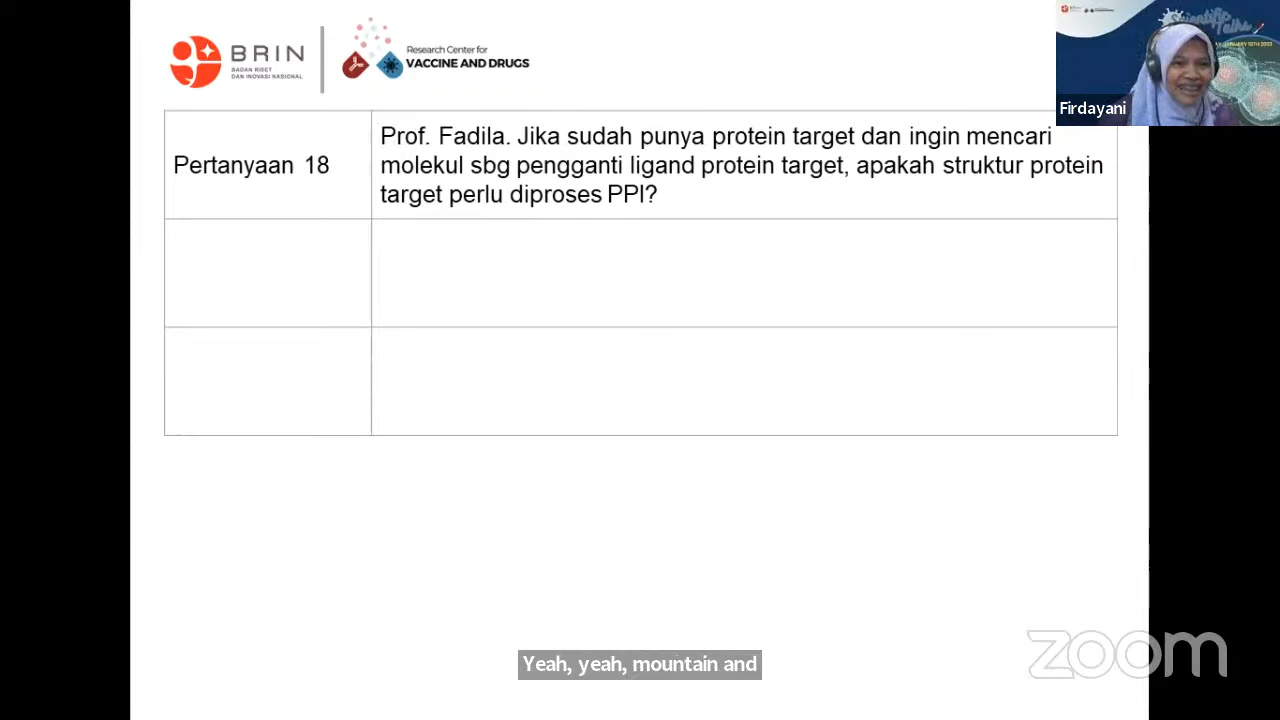 BRIN
BADAN RISET
DAN INOVASI NASIONAL
Research Center for
VACCINE AND DRUGS
Scientific
Talks
Firdayani
Pertanyaan 18
Prof. Fadila. Jika sudah punya protein target dan ingin mencari
molekul sbg pengganti ligand protein target, apakah struktur protein
target perlu diproses PPI?
Yeah, yeah, mountain and
zoom